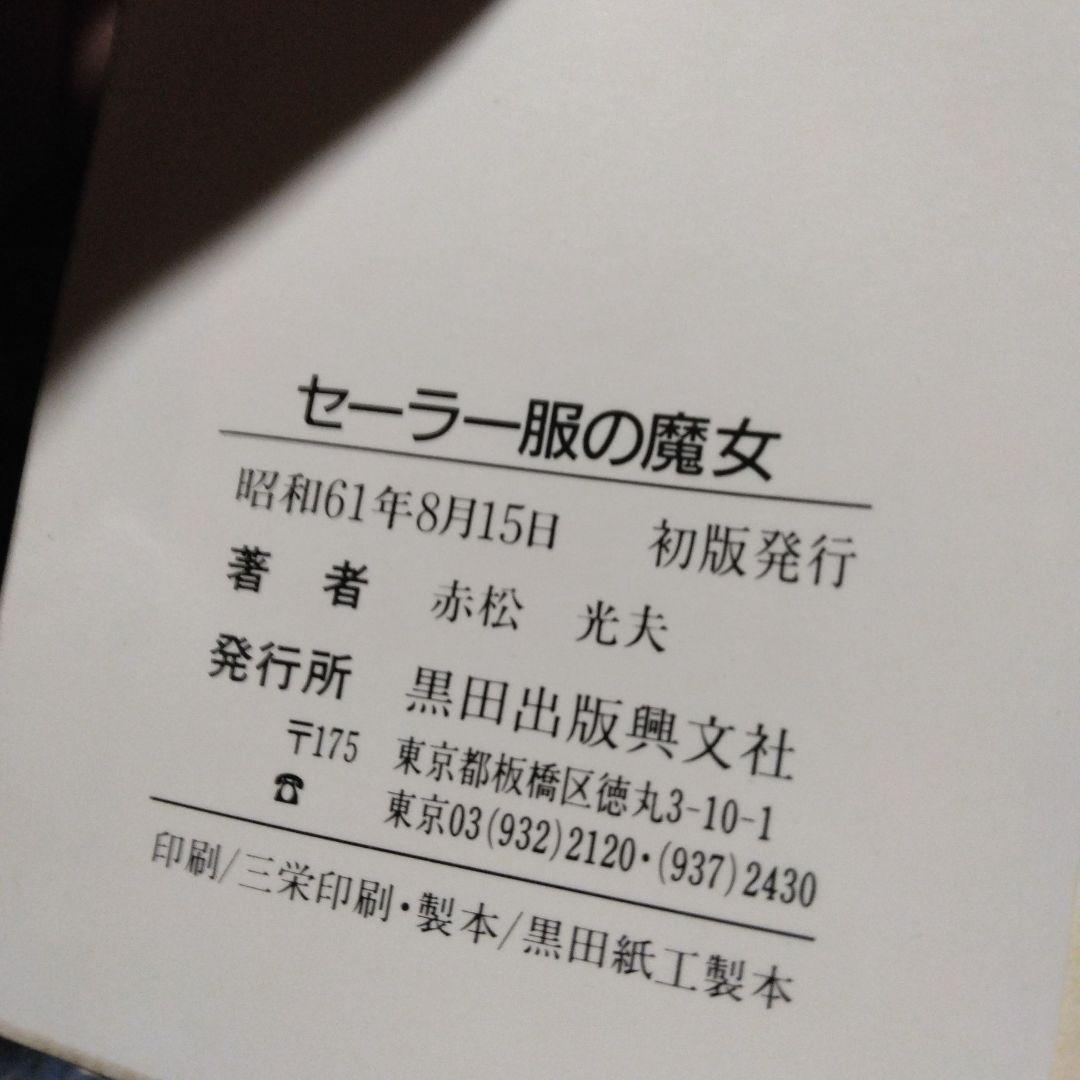 セーラー服の魔女
昭和61年8月15日　初版発行
著　者　赤松　光夫
発行所　黒田出版興文社
〒175　東京都板橋区徳丸3-10-1
☎　東京03(932)2120・(937)2430
印刷/三栄印刷・製本/黒田紙工製本